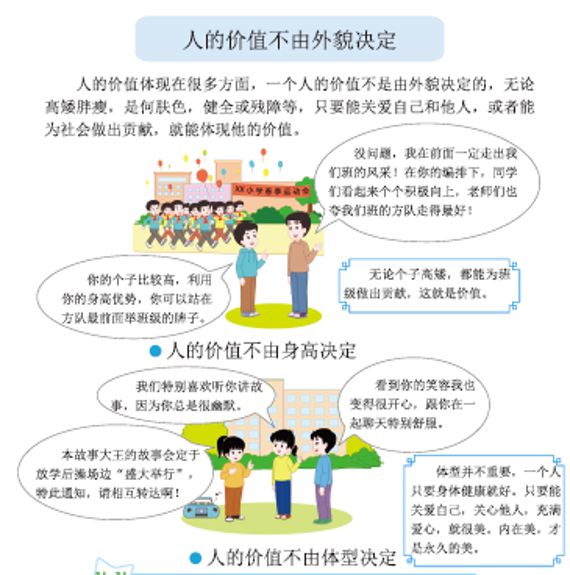 人的价值不由外貌决定
人的价值体现在很多方面，一个人的价值不是由外貌决定的，无论
高矮胖瘦，是何肤色，健全或残障等，只要能关爱自己和他人，或者能
为社会做出贡献，就能体现他的价值。
没问题，我在前面一定走出我
们班的风采！在你的编排下，同学
们看起来个个积极向上，老师们也
夸我们班的方队走得最好！
XX小学春季运动会
你的个子比较高，利用
你的身高优势，你可以站在
方队最前面举班级的牌子。
无论个子高矮，都能为班
级做出贡献，这就是价值。
人的价值不由身高决定
我们特别喜欢听你讲故
事，因为你总是很幽默。
看到你的笑容我也
变得很开心，跟你在一
起聊天特别舒服。
本故事大王的故事会定于
放学后操场边“盛大举行”，
特此通知，请相互转达啊！
体型并不重要，一个人
只要身体健康就好。只要能
关爱自己，关心他人，充满
爱心，就很美。内在美，才
是永久的美。
人的价值不由体型决定